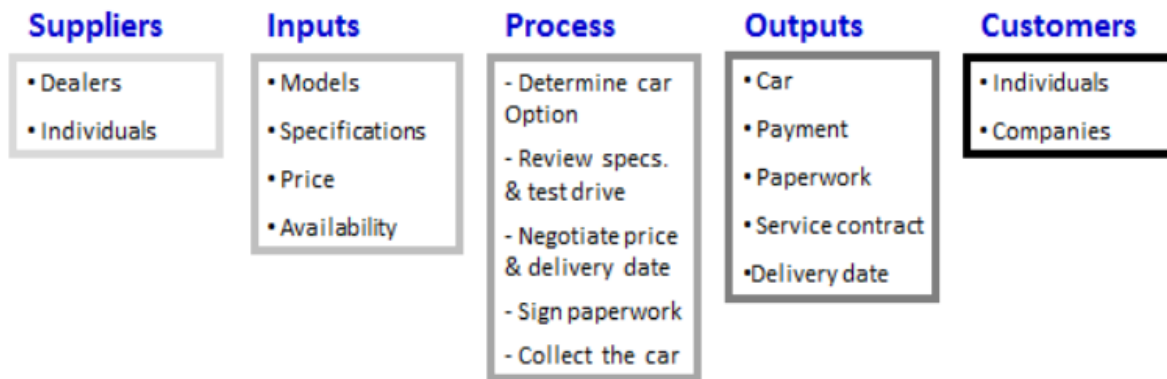 Suppliers
• Dealers
• Individuals
Inputs
• Models
• Specifications
• Price
• Availability
Process
- Determine car
Option
- Review specs.
& test drive
- Negotiate price
& delivery date
- Sign paperwork
- Collect the car
Outputs
• Car
• Payment
• Paperwork
• Service contract
•Delivery date
Customers
• Individuals
• Companies